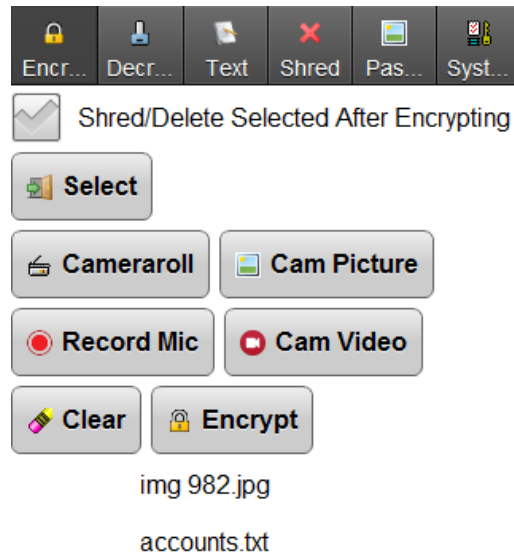 Encr... Decr... Text Shred Pas... Syst...
Shred/Delete Selected After Encrypting
Select
Cameraroll Cam Picture
Record Mic Cam Video
Clear Encrypt
img 982.jpg
accounts.txt